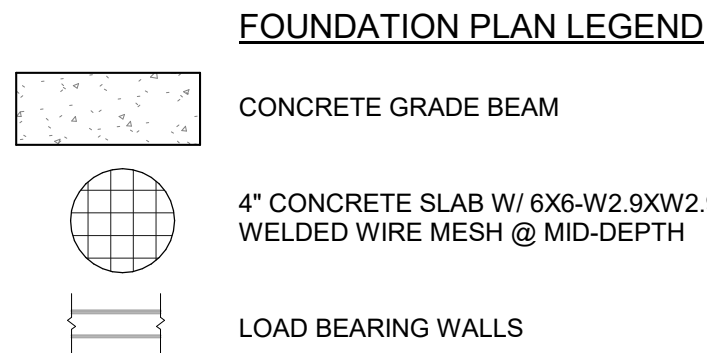 FOUNDATION PLAN LEGEND
CONCRETE GRADE BEAM
4" CONCRETE SLAB W/ 6X6-W2.9XW2.9
WELDED WIRE MESH @ MID-DEPTH
LOAD BEARING WALLS